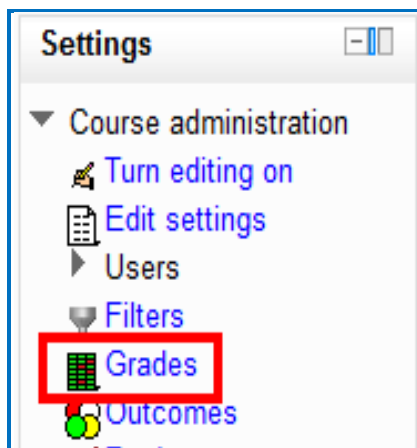 Settings
Course administration
Turn editing on
Edit settings
Users
Filters
Grades
Outcomes